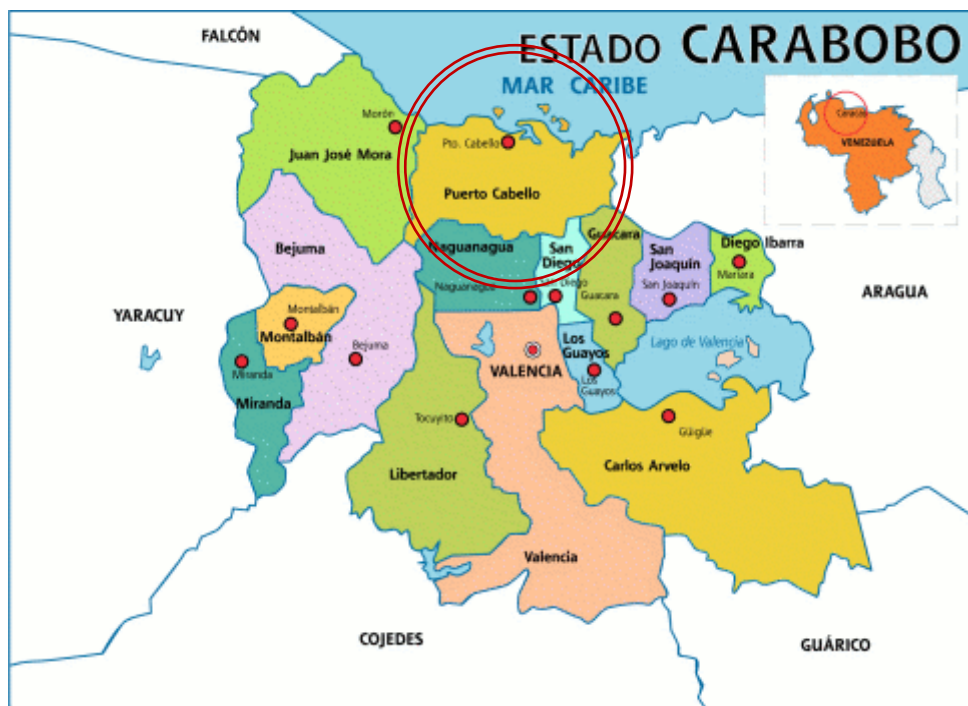 FALCÓN
ESTADO CARABOBO
MAR CARIBE
Caracas
VENEZUELA
Morón
Juan José Mora
Pto. Cabello
Puerto Cabello
Bejuma
Naguanagua
San
Diego
Guacara
San
Joaquín
Diego Ibarra
Mariara
Naguanagua
San Diego
Guacara
San Joaquín
ARAGUA
YARACUY
Montalbán
Montalbán
Miranda
Miranda
Bejuma
VALENCIA
Los
Guayos
Los
Guayos
Lago de Valencia
Tocuyito
Güigüe
Libertador
Carlos Arvelo
Valencia
COJEDES
GUÁRICO